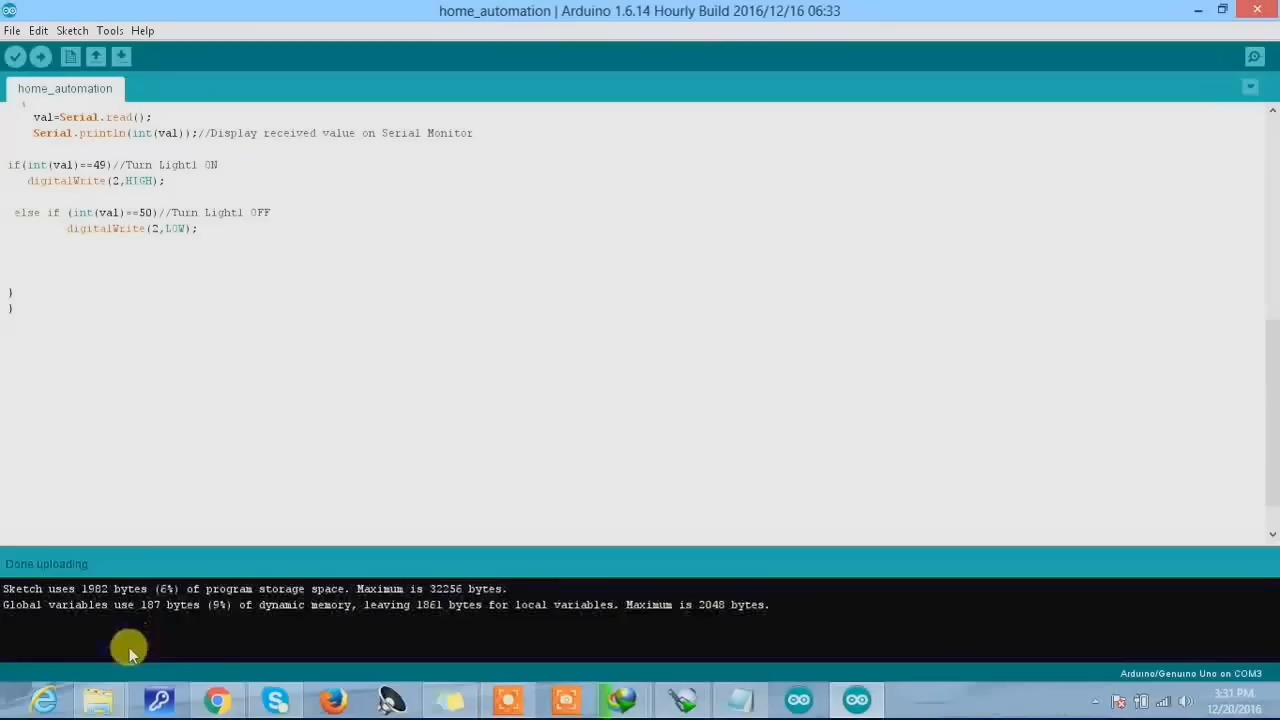 home_automation | Arduino 1.6.14 Hourly Build 2016/12/16 06:33
File Edit Sketch Tools Help
home_automation
{
val=Serial.read();
Serial.println(int(val));//Display received value on Serial Monitor
if(int(val)==49)//Turn Light1 ON
digitalWrite(2,HIGH);
else if (int(val)==50)//Turn Light1 OFF
digitalWrite(2,LOW);
}
}
Done uploading
Sketch uses 1982 bytes (6%) of program storage space. Maximum is 32256 bytes.
Global variables use 187 bytes (9%) of dynamic memory, leaving 1861 bytes for local variables. Maximum is 2048 bytes.
Arduino/Genuino Uno on COM3
3:31 PM
12/20/2016